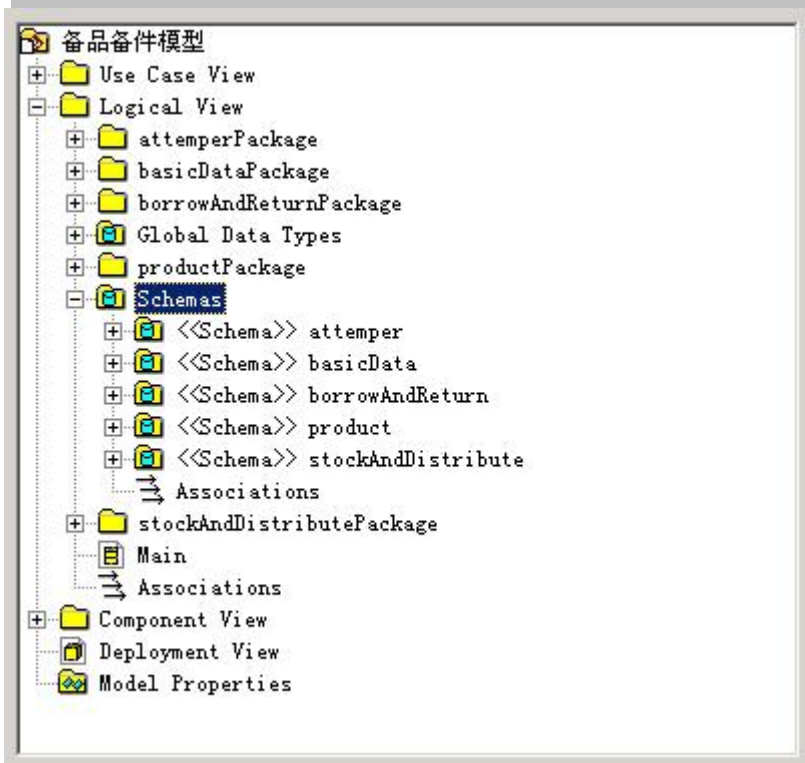 备品备件模型
Use Case View
Logical View
attemperPackage
basicDataPackage
borrowAndReturnPackage
Global Data Types
productPackage
Schemas
<<Schema>> attemper
<<Schema>> basicData
<<Schema>> borrowAndReturn
<<Schema>> product
<<Schema>> stockAndDistribute
Associations
stockAndDistributePackage
Main
Associations
Component View
Deployment View
Model Properties